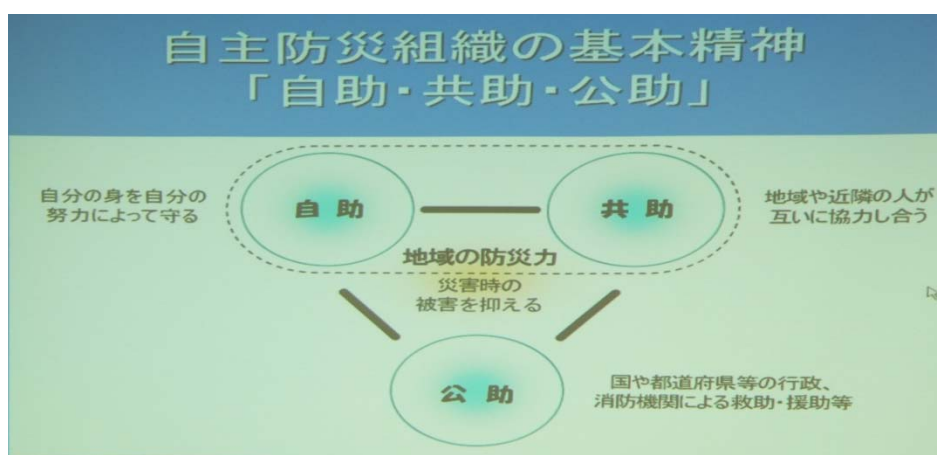 自主防災組織の基本精神
「自助・共助・公助」
自分の身を自分の
努力によって守る
自助
共助
地域や近隣の人が
互いに協力し合う
地域の防災力
災害時の
被害を抑える
公助
国や都道府県等の行政、
消防機関による救助・援助等